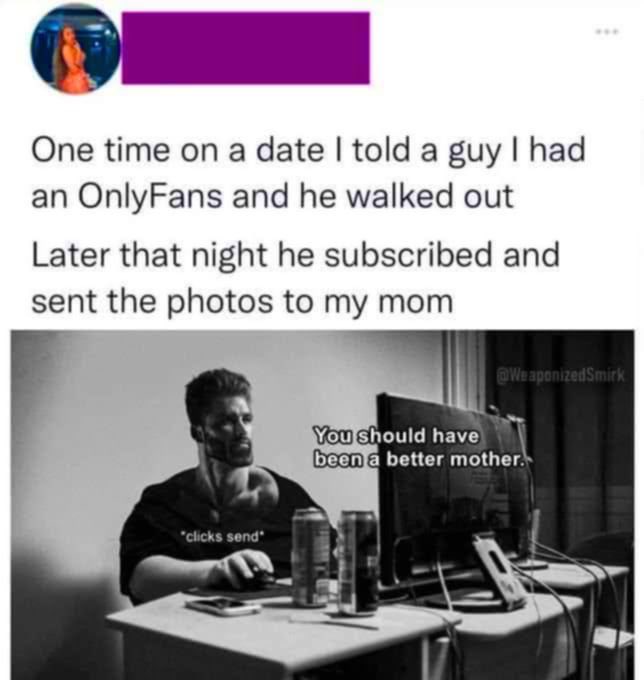 One time on a date I told a guy I had
an OnlyFans and he walked out
Later that night he subscribed and
sent the photos to my mom
@WeaponizedSmirk
You should have
been a better mother.
*clicks send*